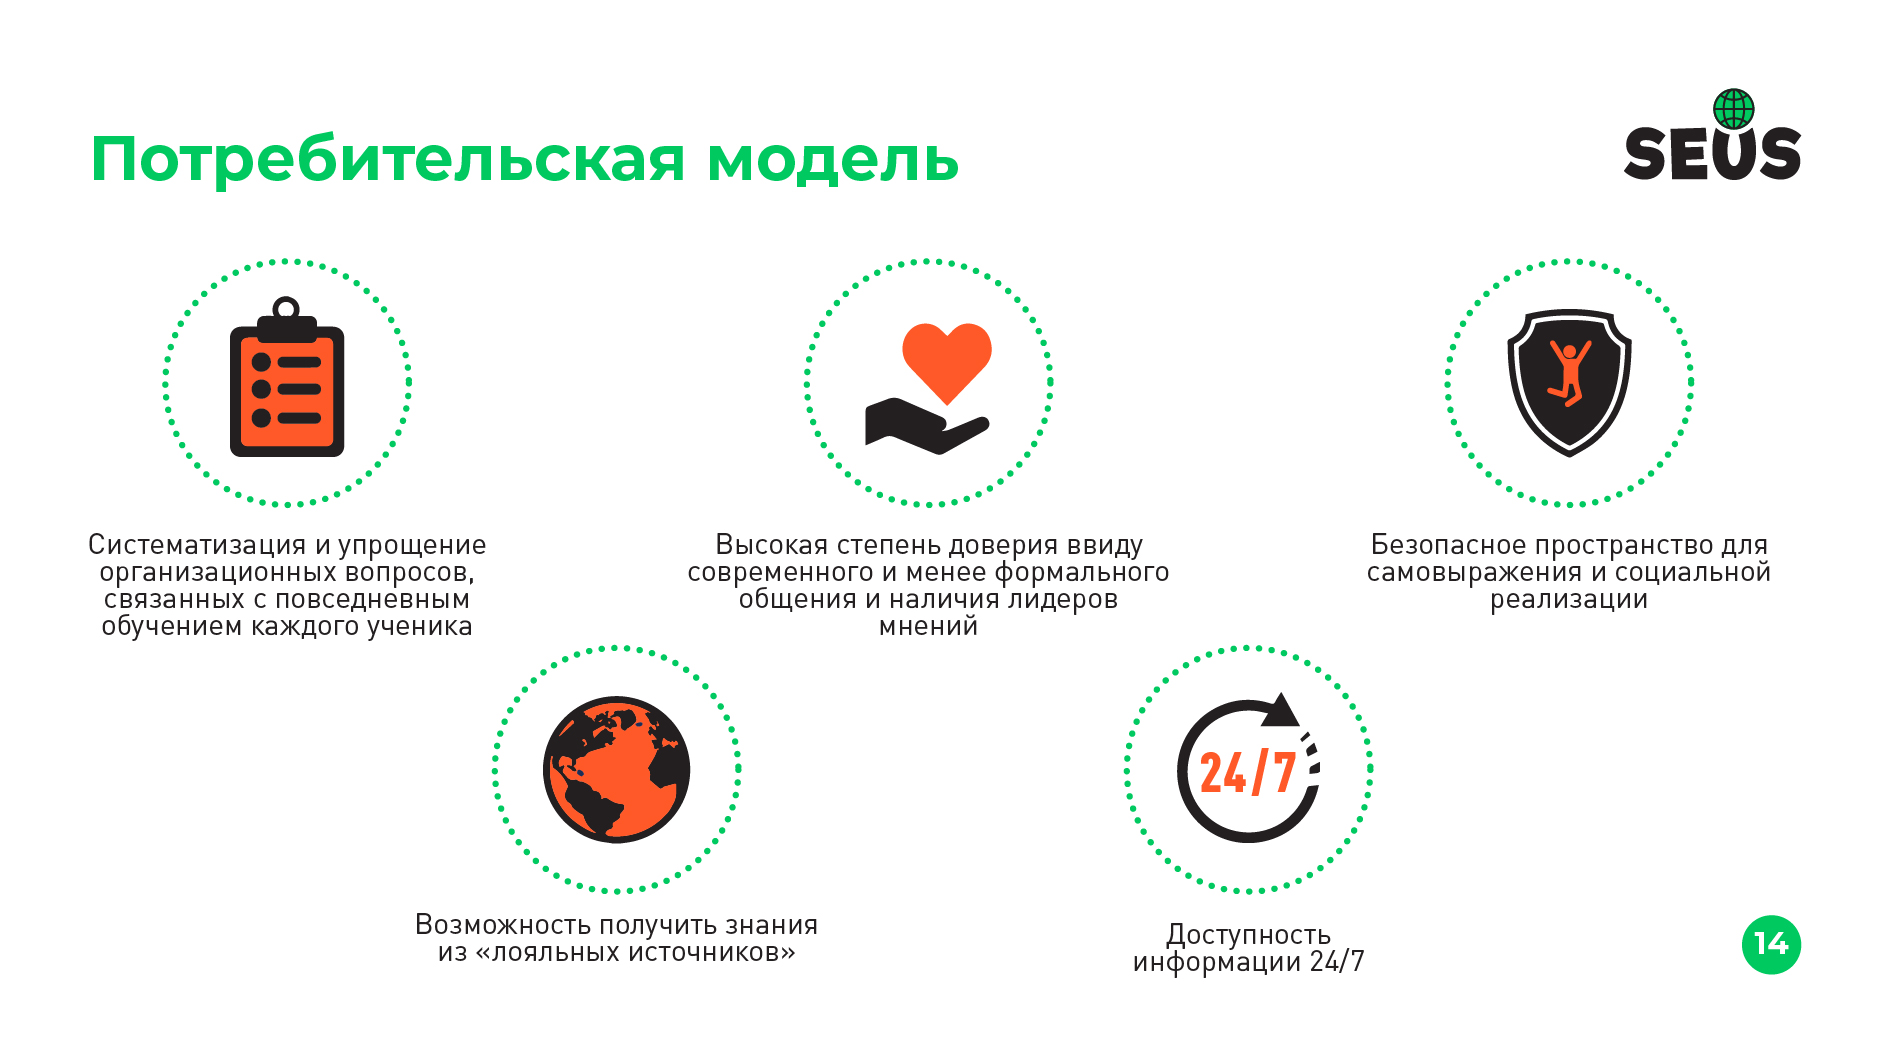 Потребительская модель
SEUS
Систематизация и упрощение
организационных вопросов,
связанных с повседневным
обучением каждого ученика
Высокая степень доверия ввиду
современного и менее формального
общения и наличия лидеров
мнений
Безопасное пространство для
самовыражения и социальной
реализации
24/7
Возможность получить знания
из «лояльных источников»
Доступность
информации 24/7
14